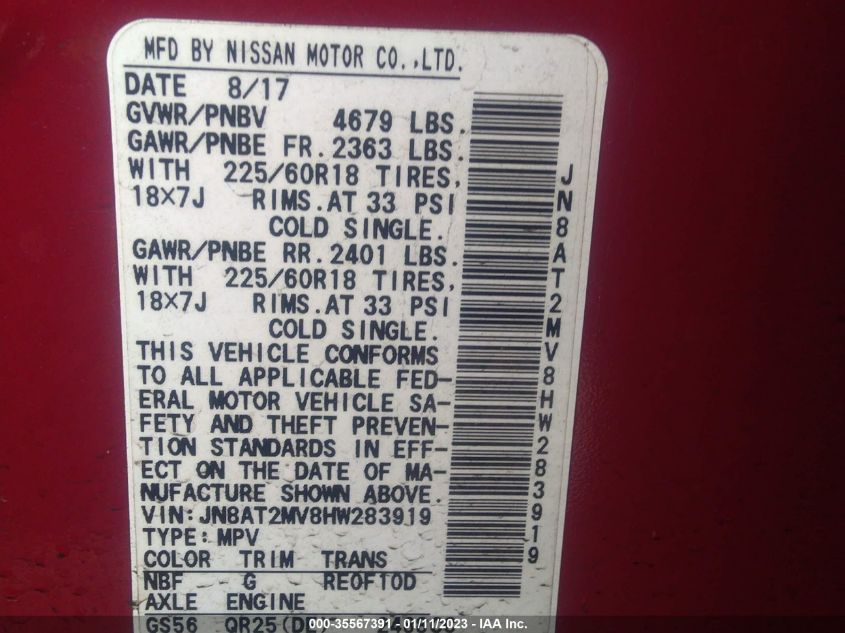 MFD BY NISSAN MOTOR CO.,LTD.
DATE 8/17
GVWR/PNBV 4679 LBS.
GAWR/PNBE FR. 2363 LBS.
WITH 225/60R18 TIRES,
18×7J RIMS. AT 33 PSI
COLD SINGLE.
GAWR/PNBE RR. 2401 LBS.
WITH 225/60R18 TIRES,
18×7J RIMS. AT 33 PSI
COLD SINGLE.
THIS VEHICLE CONFORMS
TO ALL APPLICABLE FED-
ERAL MOTOR VEHICLE SA-
FETY AND THEFT PREVEN-
TION STANDARDS IN EFF-
ECT ON THE DATE OF MA-
NUFACTURE SHOWN ABOVE.
VIN:JN8AT2MV8HW283919
TYPE:MPV
COLOR TRIM TRANS
NBF G RE0F10D
AXLE ENGINE
GS56 QR25(DE)
JN8AT2MV8HW283919
000-35567391 - 01/11/2023 - IAAI, Inc.